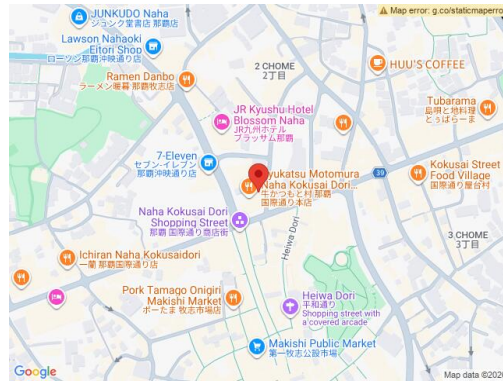 Map error: g.co/staticmaperro
JUNKUDO Naha
ジュンク堂書店 那覇店
Lawson Nahaoki
Eitori Shop
ローソン那覇沖映通り店
2 CHOME
2丁目
HUU'S COFFEE
Ramen Danbo
ラーメン暖暮 那覇牧志店
JR Kyushu Hotel
Blossom Naha
JR九州ホテル
ブラッサム那覇
Tubarama
島唄と地料理
とぅばらーま
7-Eleven
セブン-イレブン
那覇沖映通り店
Gyukatsu Motomura
Naha Kokusai Dori...
牛かつもと村 那覇
国際通り本店
39
Kokusai Street
Food Village
国際通り屋台村
Naha Kokusai Dori
Shopping Street
那覇 国際通り商店街
Heiwa Dori
3 CHOME
3丁目
Ichiran Naha Kokusaidori
一蘭 那覇国際通り店
Pork Tamago Onigiri
Makishi Market
ポーたま 牧志市場店
Heiwa Dori
平和通り
Shopping street with
a covered arcade
Makishi Public Market
第一牧志公設市場
Google
Map data ©202